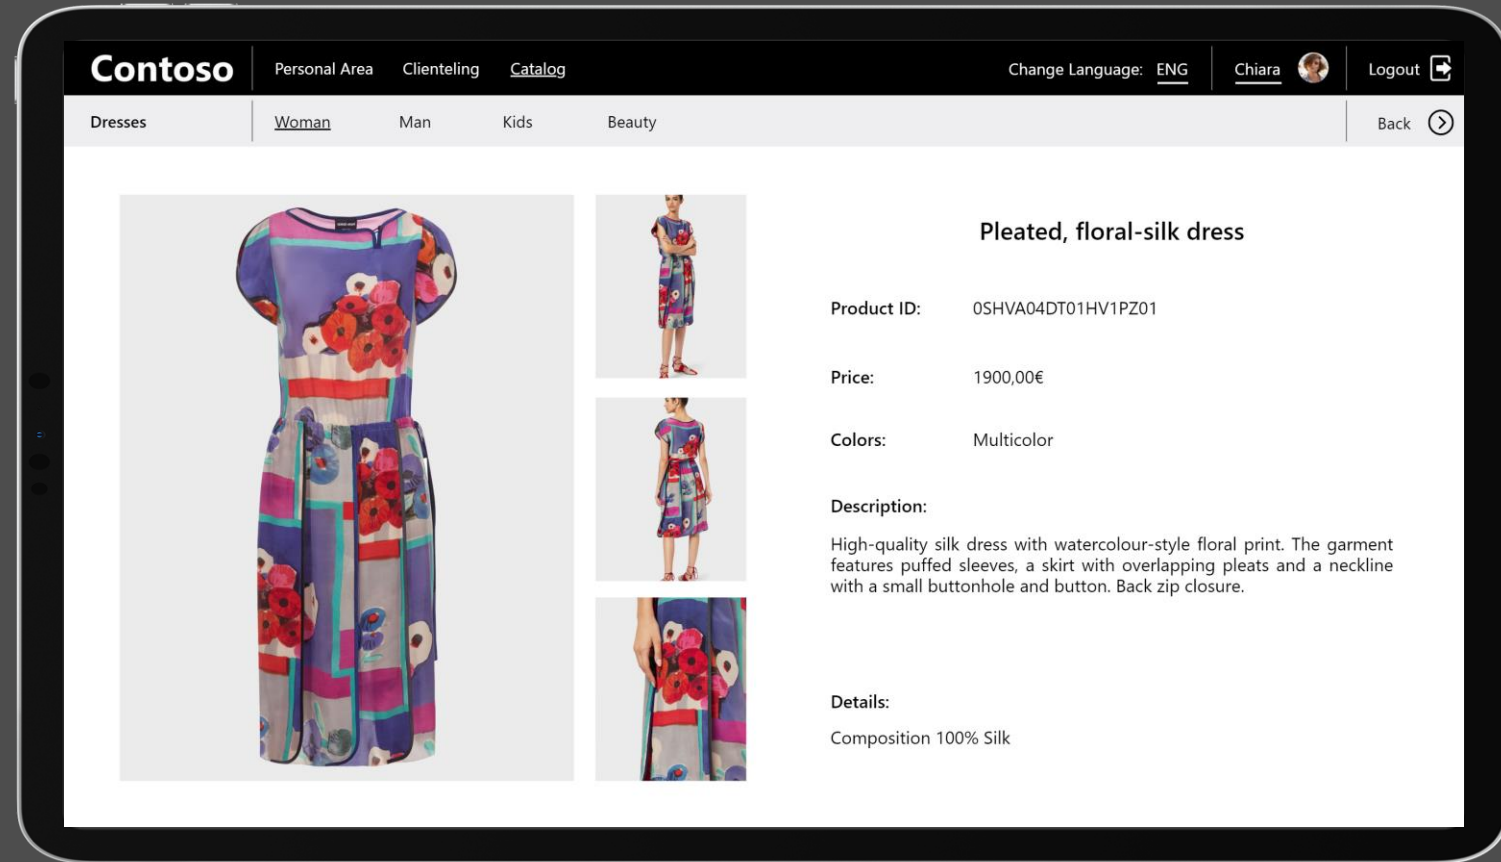 Contoso
Personal Area Clienteling Catalog
Change Language: ENG
Chiara
Logout
Dresses
Woman Man Kids Beauty
Back
Pleated, floral-silk dress
Product ID: 0SHVA04DT01HV1PZ01
Price: 1900,00€
Colors: Multicolor
Description:
High-quality silk dress with watercolour-style floral print. The garment
features puffed sleeves, a skirt with overlapping pleats and a neckline
with a small buttonhole and button. Back zip closure.
Details:
Composition 100% Silk